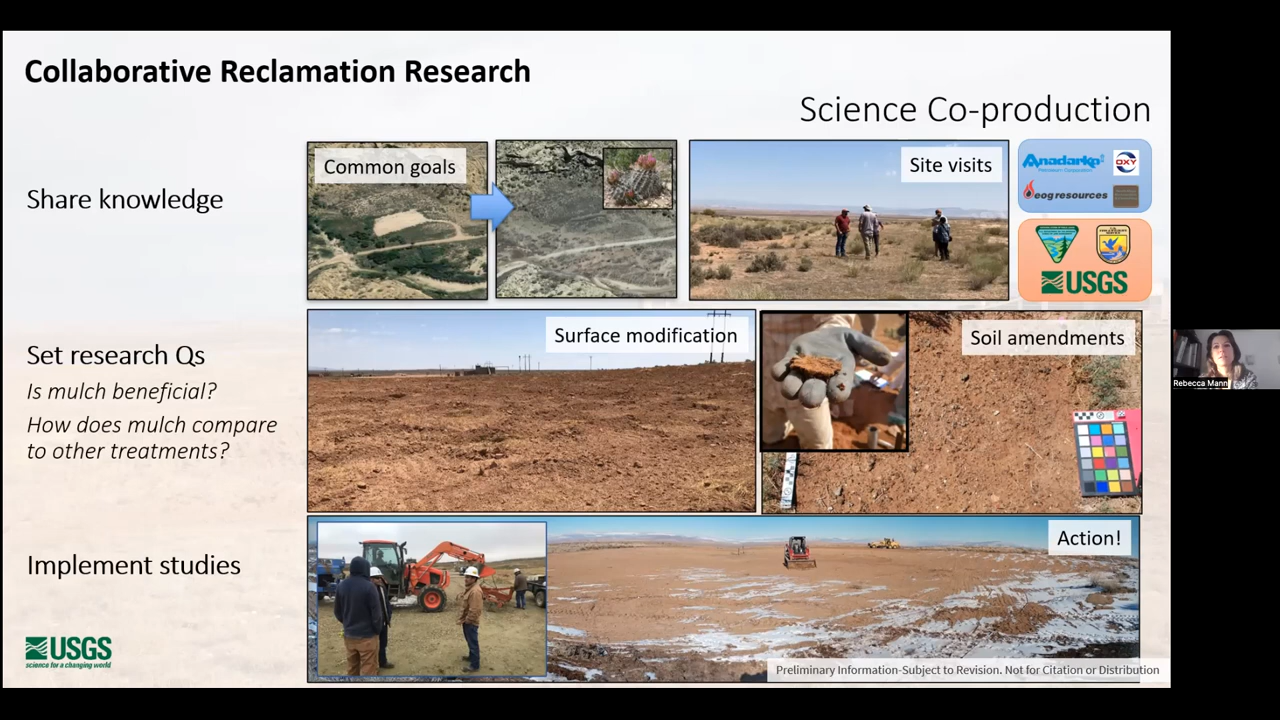 Collaborative Reclamation Research
Science Co-production
Share knowledge
Common goals
Site visits
Anadarko
Petroleum Corporation
OXY
eog resources
USGS
Set research Qs
Is mulch beneficial?
How does mulch compare
to other treatments?
Surface modification
Soil amendments
Implement studies
Action!
USGS
science for a changing world
Preliminary Information-Subject to Revision. Not for Citation or Distribution
Rebecca Mann